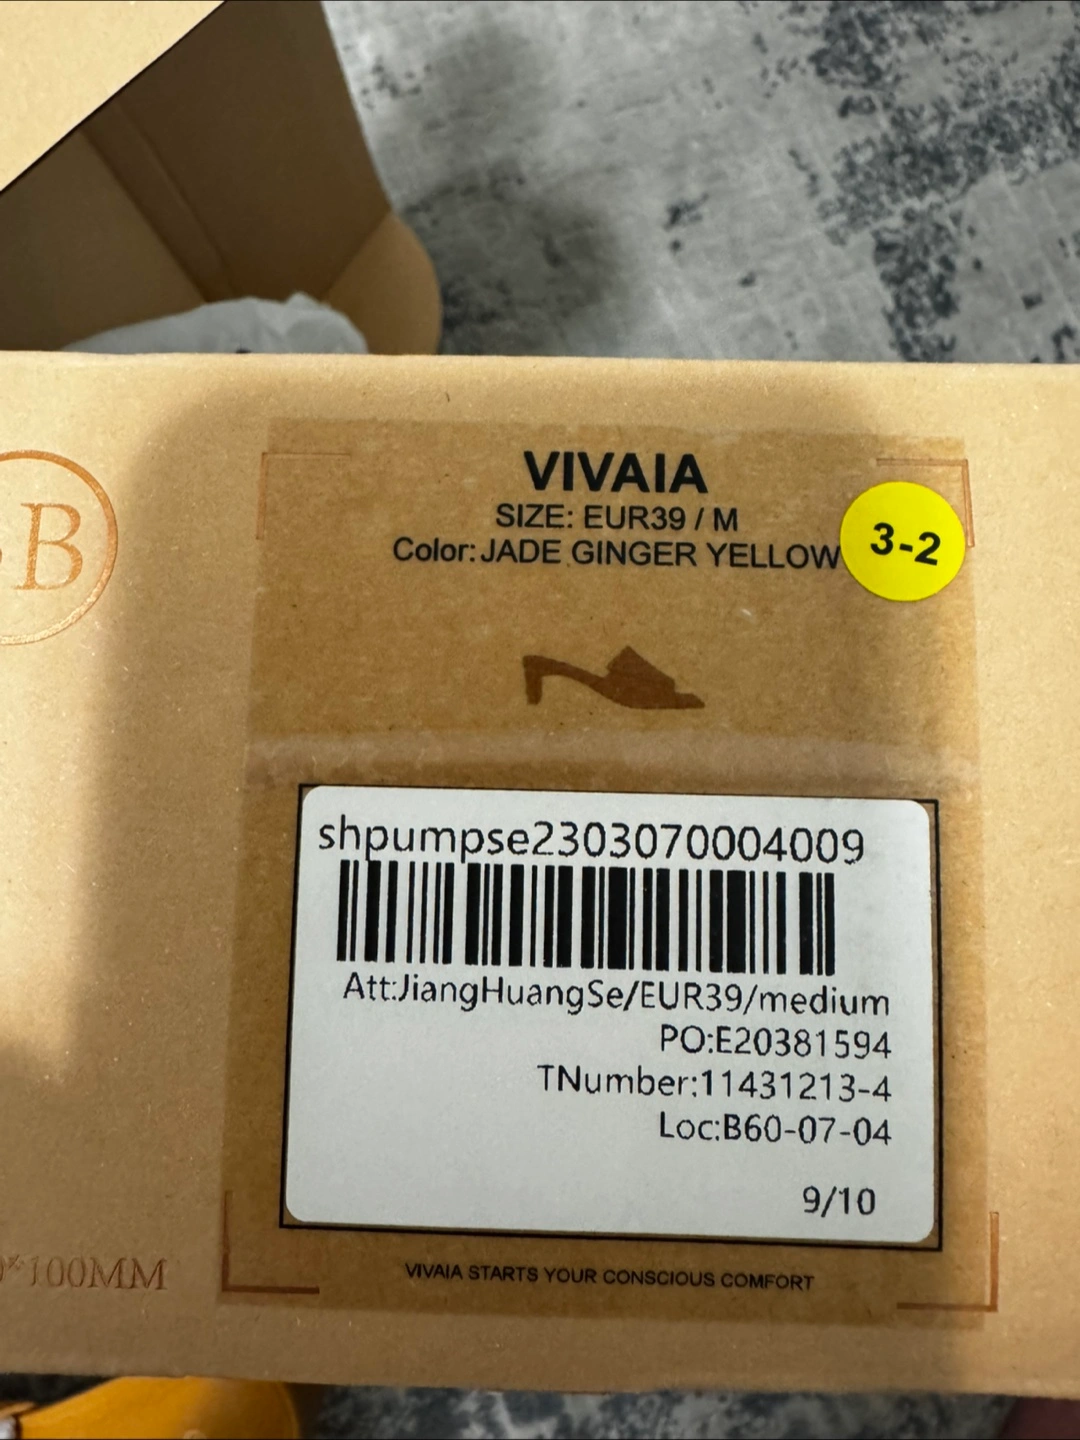 VIVAIA
SIZE: EUR39 / M
Color:JADE GINGER YELLOW
3-2
B
shpumpse2303070004009
Att:JiangHuangSe/EUR39/medium
PO:E20381594
TNumber:11431213-4
Loc:B60-07-04
9/10
*100MM
VIVAIA STARTS YOUR CONSCIOUS COMFORT